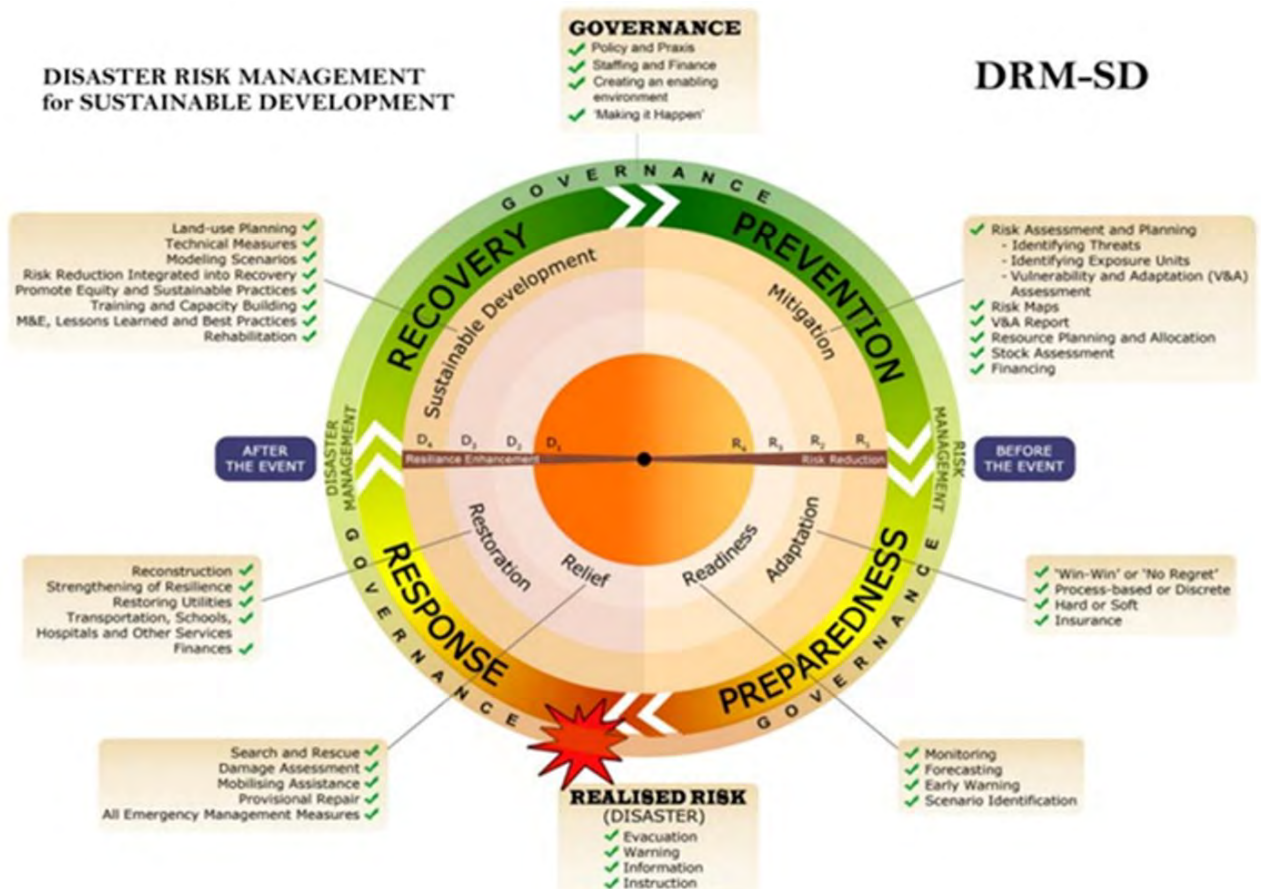 GOVERNANCE
Policy and Praxis
Staffing and Finance
Creating an enabling
environment
'Making it Happen'
DISASTER RISK MANAGEMENT
for SUSTAINABLE DEVELOPMENT
DRM-SD
GOVERNANCE
RECOVERY
PREVENTION
Land-use Planning
Technical Measures
Modeling Scenarios
Risk Reduction Integrated into Recovery
Promote Equity and Sustainable Practices
Training and Capacity Building
M&E, Lessons Learned and Best Practices
Rehabilitation
Sustainable Development
Mitigation
Risk Assessment and Planning
- Identifying Threats
- Identifying Exposure Units
- Vulnerability and Adaptation (V&A)
Assessment
Risk Maps
V&A Report
Resource Planning and Allocation
Stock Assessment
Financing
AFTER
THE EVENT
DISASTER
MANAGEMENT
D4 D3 D2 D1
R4 R3 R2 R1
Resiliance Enhancement
Risk Reduction
RISK
MANAGEMENT
BEFORE
THE EVENT
Restoration
Relief
Readiness
Adaptation
RESPONSE
PREPAREDNESS
GOVERNANCE
GOVERNANCE
Reconstruction
Strengthening of Resilience
Restoring Utilities
Transportation, Schools,
Hospitals and Other Services
Finances
'Win-Win' or 'No Regret'
Process-based or Discrete
Hard or Soft
Insurance
Search and Rescue
Damage Assessment
Mobilising Assistance
Provisional Repair
All Emergency Management Measures
Monitoring
Forecasting
Early Warning
Scenario Identification
REALISED RISK
(DISASTER)
Evacuation
Warning
Information
Instruction